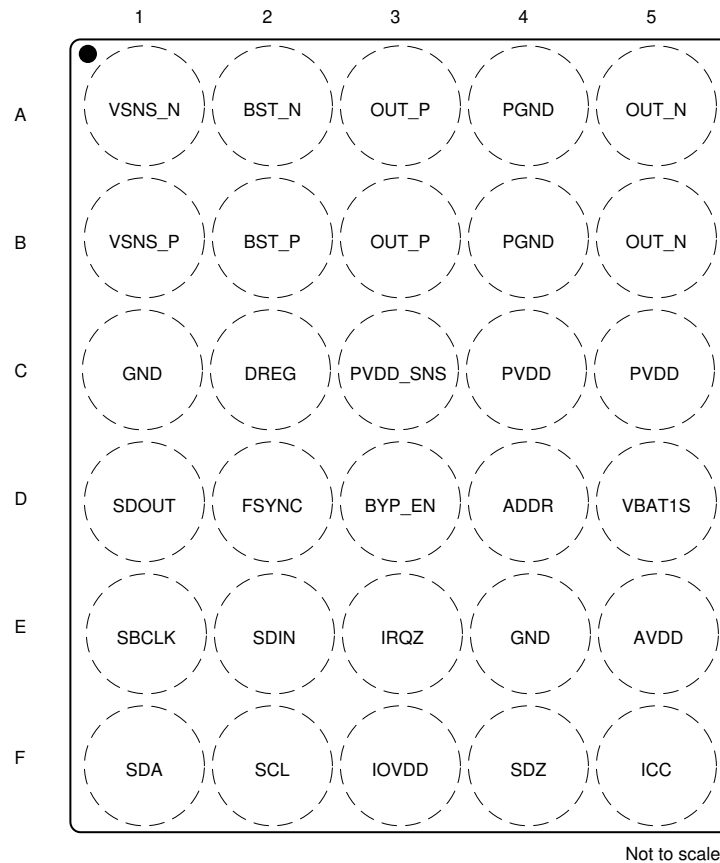 1 2 3 4 5
A VSNS_N BST_N OUT_P PGND OUT_N
B VSNS_P BST_P OUT_P PGND OUT_N
C GND DREG PVDD_SNS PVDD PVDD
D SDOUT FSYNC BYP_EN ADDR VBAT1S
E SBCLK SDIN IRQZ GND AVDD
F SDA SCL IOVDD SDZ ICC
Not to scale